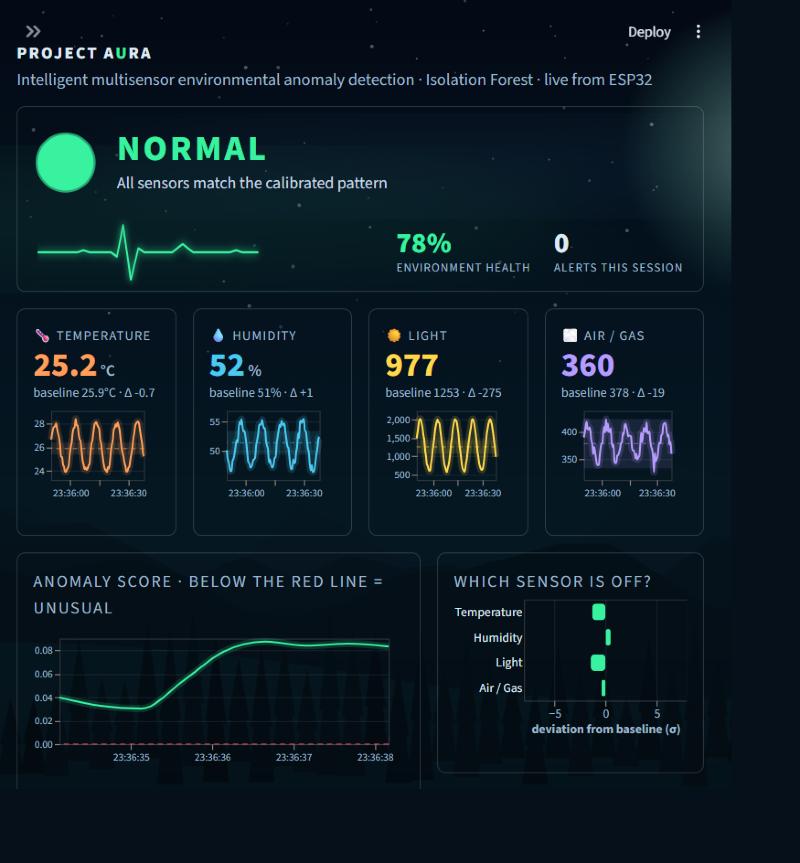 Deploy
PROJECT AURA
Intelligent multisensor environmental anomaly detection · Isolation Forest · live from ESP32
NORMAL
All sensors match the calibrated pattern
78%
ENVIRONMENT HEALTH
0
ALERTS THIS SESSION
TEMPERATURE
25.2 °C
baseline 25.9°C · Δ -0.7
28
26
24
23:36:00 23:36:30
HUMIDITY
52 %
baseline 51% · Δ +1
55
50
23:36:00 23:36:30
LIGHT
977
baseline 1253 · Δ -275
2,000
1,500
1,000
500
23:36:00 23:36:30
AIR / GAS
360
baseline 378 · Δ -19
400
350
23:36:00 23:36:30
ANOMALY SCORE · BELOW THE RED LINE =
UNUSUAL
0.08
0.06
0.04
0.02
0.00
23:36:35 23:36:36 23:36:37 23:36:38
WHICH SENSOR IS OFF?
Temperature
Humidity
Light
Air / Gas
−5 0 5
deviation from baseline (σ)